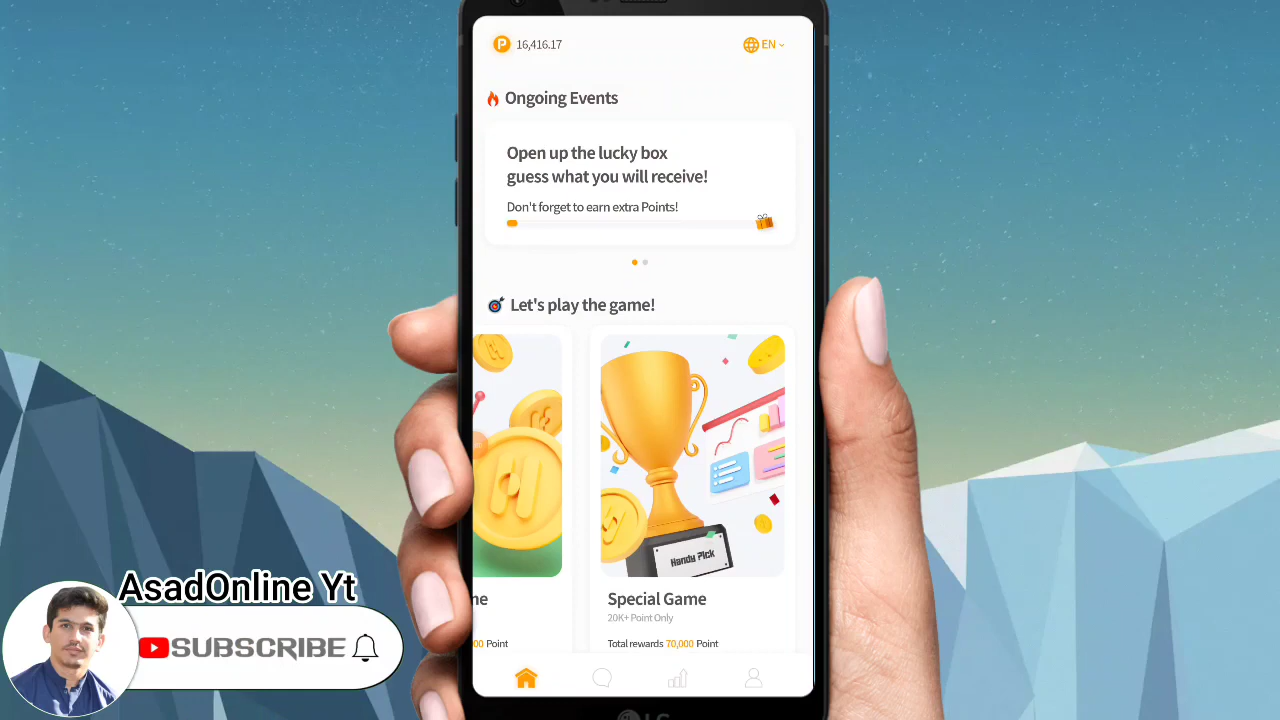 P 16,416.17
EN
Ongoing Events
Open up the lucky box
guess what you will receive!
Don't forget to earn extra Points!
Let's play the game!
Handy Pick
ne
Special Game
20K+ Point Only
00 Point
Total rewards 70,000 Point
LG
AsadOnline Yt
SUBSCRIBE